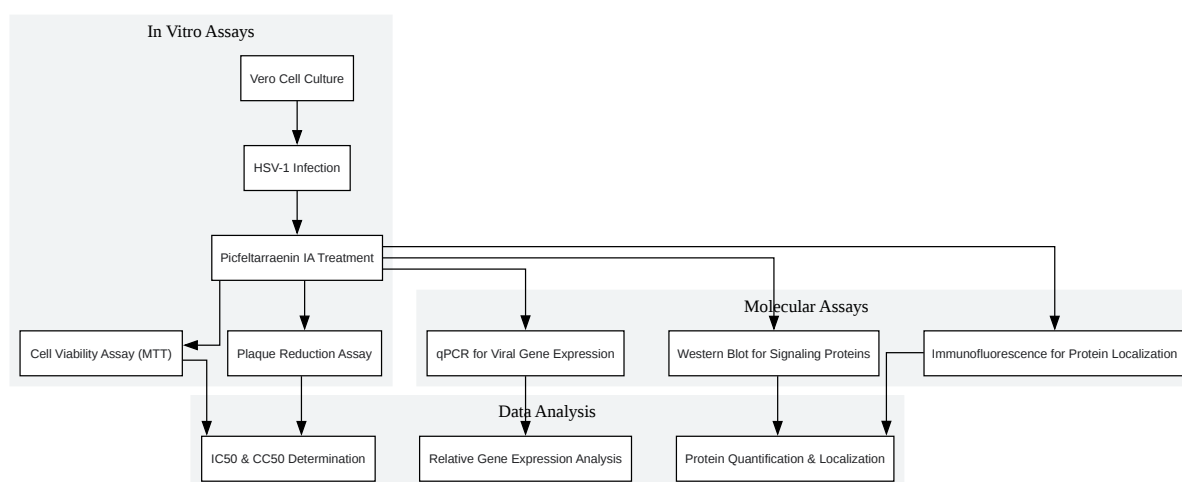 In Vitro Assays
Vero Cell Culture
HSV-1 Infection
Picfeltarraenin IA Treatment
Molecular Assays
Cell Viability Assay (MTT)
Plaque Reduction Assay
qPCR for Viral Gene Expression
Western Blot for Signaling Proteins
Immunofluorescence for Protein Localization
Data Analysis
IC50 & CC50 Determination
Relative Gene Expression Analysis
Protein Quantification & Localization